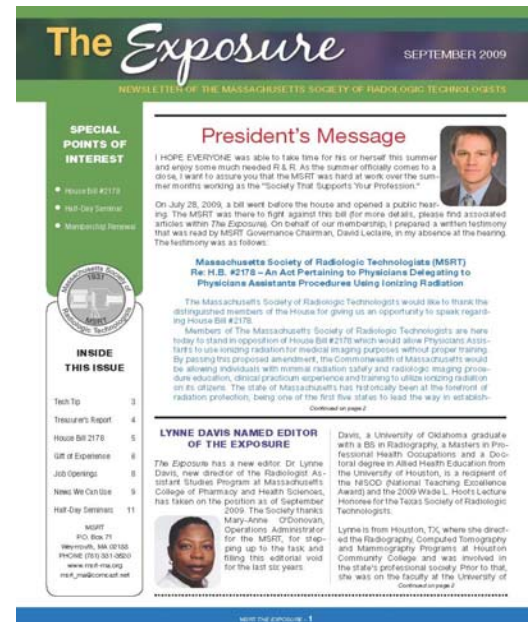 The Exposure
SEPTEMBER 2009
NEWSLETTER OF THE MASSACHUSETTS SOCIETY OF RADIOLOGIC TECHNOLOGISTS
SPECIAL
POINTS OF
INTEREST
House Bill #2178
Half-Day Seminar
Membership Renewal
Massachusetts Society of
1931
MSRT
Radiologic Technologists
INSIDE
THIS ISSUE
Tech Tip 3
Treasurer's Report 4
House Bill 2178 5
Gift of Experience 6
Job Openings 8
News We Can Use 9
Half-Day Seminars 11
MSRT
P.O. Box 71
Weymouth, MA
PHONE (781) 331-3620
www.msrt-ma.org
msrt_ma@comcast.net
President's Message
I HOPE EVERYONE was able to take time for his or herself this summer
and enjoy some much needed R & R. As the summer officially comes to a
close, I want to assure you that the MSRT was hard at work over the sum-
mer months working as the "Society That Supports Your Profession."
On July 28, 2009, a bill went before the house and opened a public hear-
ing. The MSRT was there to fight against this bill (for more details, please find associated
articles within The Exposure). On behalf of our membership, I prepared a written testimony
that was read by MSRT Governance Chairman, David Leclaire, in my absence at the hearing.
The testimony was as follows:
Massachusetts Society of Radiologic Technologists (MSRT)
Re: H.B. #2178 – An Act Pertaining to Physicians Delegating to
Physicians Assistants Procedures Using Ionizing Radiation
The Massachusetts Society of Radiologic Technologists would like to thank the
distinguished members of the House for giving us an opportunity to speak regard-
ing House Bill #2178.
Members of The Massachusetts Society of Radiologic Technologists are here
today to stand in opposition of House Bill #2178 which would allow Physicians Assis-
tants to use ionizing radiation for medical imaging purposes without proper training.
By passing this proposed amendment, the Commonwealth of Massachusetts would
be allowing individuals with minimal radiation safety and radiologic imaging proce-
dure education, clinical practicum experience and training to utilize ionizing radiation
on its citizens. The state of Massachusetts has historically been at the forefront of
radiation protection, being one of the first five states to lead the way in establish-
Continued on page 2
LYNNE DAVIS NAMED EDITOR
OF THE EXPOSURE
The Exposure has a new editor. Dr Lynne
Davis, new director of the Radiologist As-
sistant Studies Program at Massachusetts
College of Pharmacy and Health Sciences,
has taken on the position as of September
2009. The Society thanks
Mary-Anne O'Donovan,
Operations Administrator
for the MSRT, for step-
ping up to the task and
filling this editorial void
for the last six years.
Davis, a University of Oklahoma graduate
with a BS in Radiography, a Masters in Pro-
fessional Health Occupations and a Doc-
toral degree in Allied Health Education from
the University of Houston, is a recipient of
the NISOD (National Teaching Excellence
Award) and the 2009 Wade L. Hoots Lecture
Honoree for the Texas Society of Radiologic
Technologists.
Lynne is from Houston, TX, where she direct-
ed the Radiography, Computed Tomography
and Mammography Programs at Houston
Community College and was involved in
the state's professional society. Prior to that,
she was on the faculty at the University of
Continued on page 2
MSRT THE EXPOSURE - 1